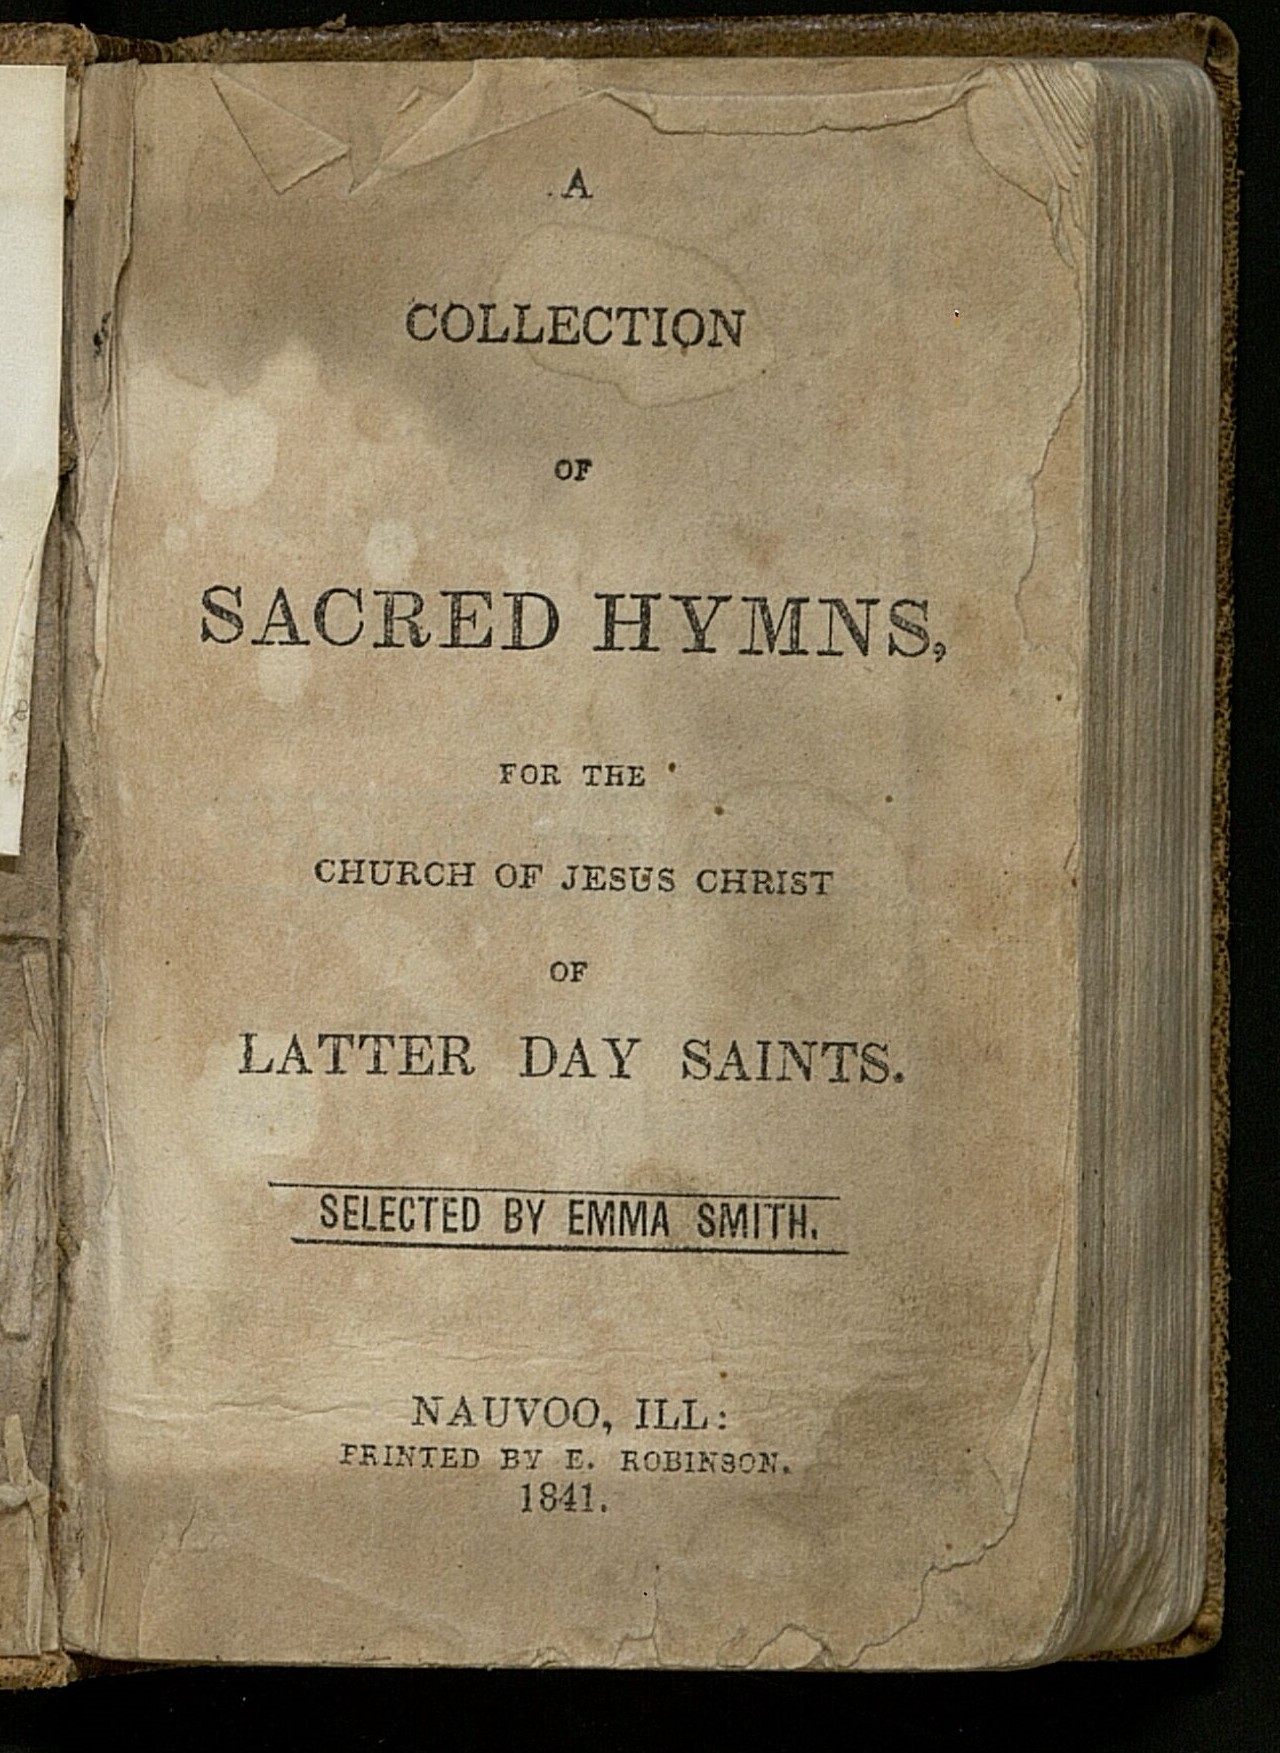 A
COLLECTION
OF
SACRED HYMNS,
FOR THE
CHURCH OF JESUS CHRIST
OF
LATTER DAY SAINTS.
SELECTED BY EMMA SMITH.
NAUVOO, ILL:
PRINTED BY E. ROBINSON.
1841.